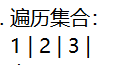 . 遍历集合：
1 | 2 | 3 |